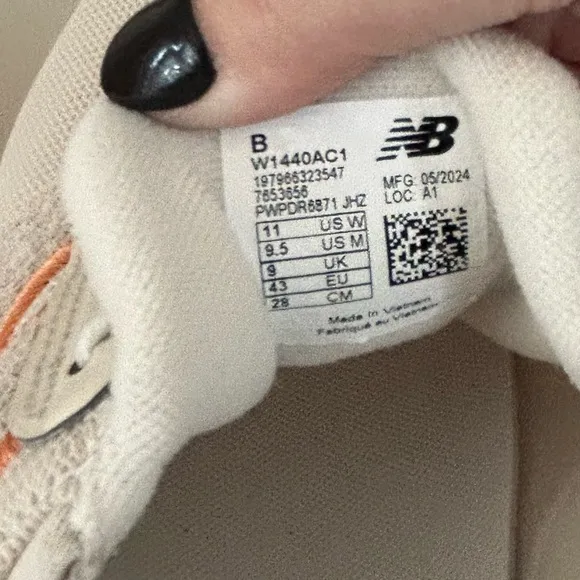 B
W1440AC1
NB
197966323547
7653656
MFG: 05/2024
PWPDR6871 JHZ
LOC: A1
11 US W
9.5 US M
9 UK
43 EU
28 CM
Made in Vietnam
Fabriqué au Vietnam